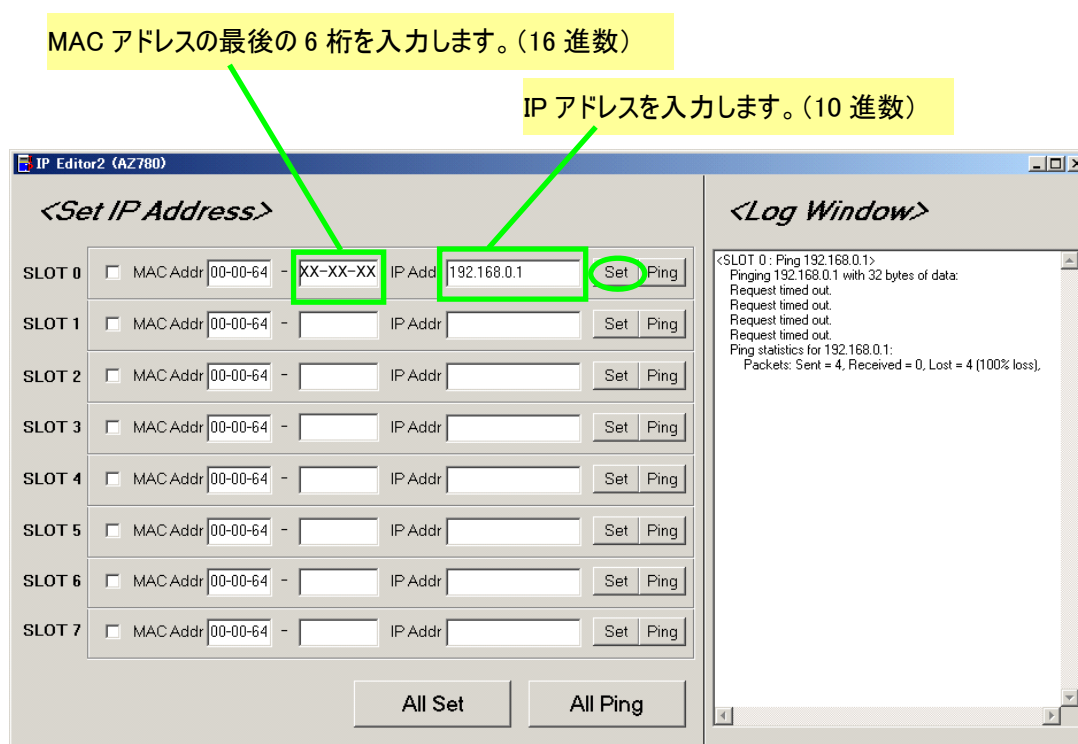 MAC アドレスの最後の 6 桁を入力します。（16 進数）
IP アドレスを入力します。（10 進数）
IP Editor2 (AZ780)
<Set IP Address>
SLOT 0 MAC Addr 00-00-64 - XX-XX-XX IP Add 192.168.0.1 Set Ping
SLOT 1 MAC Addr 00-00-64 - IP Addr Set Ping
SLOT 2 MAC Addr 00-00-64 - IP Addr Set Ping
SLOT 3 MAC Addr 00-00-64 - IP Addr Set Ping
SLOT 4 MAC Addr 00-00-64 - IP Addr Set Ping
SLOT 5 MAC Addr 00-00-64 - IP Addr Set Ping
SLOT 6 MAC Addr 00-00-64 - IP Addr Set Ping
SLOT 7 MAC Addr 00-00-64 - IP Addr Set Ping
All Set All Ping
<Log Window>
<SLOT 0 : Ping 192.168.0.1>
Pinging 192.168.0.1 with 32 bytes of data:
Request timed out.
Request timed out.
Request timed out.
Request timed out.
Ping statistics for 192.168.0.1:
Packets: Sent = 4, Received = 0, Lost = 4 (100% loss),